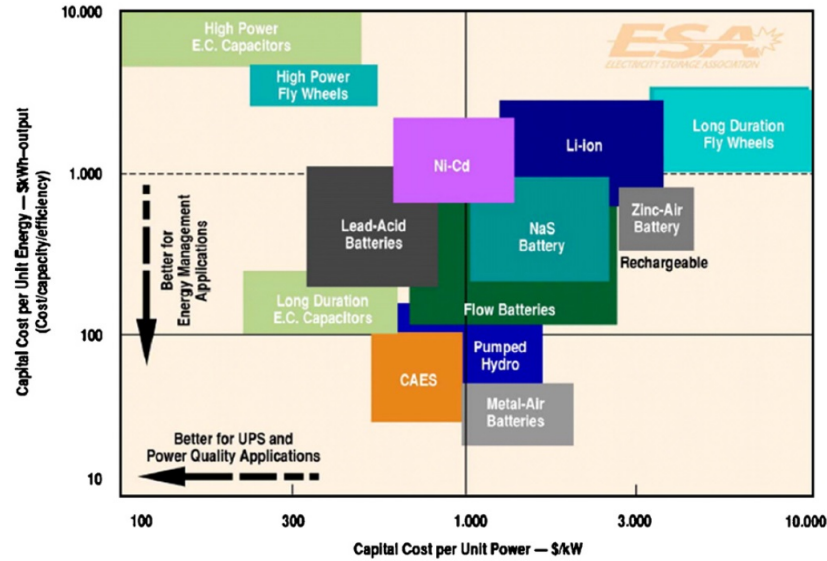 10.000
High Power
E.C. Capacitors
ESA
ELECTRICITY STORAGE ASSOCIATION
High Power
Fly Wheels
Long Duration
Fly Wheels
Li-ion
Ni-Cd
1.000
Capital Cost per Unit Energy — $kWh–output
(Cost/capacity/efficiency)
Better for
Energy Management
Applications
Lead-Acid
Batteries
NaS
Battery
Zinc-Air
Battery
Rechargeable
Long Duration
E.C. Capacitors
Flow Batteries
100
Pumped
Hydro
CAES
Metal-Air
Batteries
Better for UPS and
Power Quality Applications
10
100
300
1.000
3.000
10.000
Capital Cost per Unit Power — $/kW